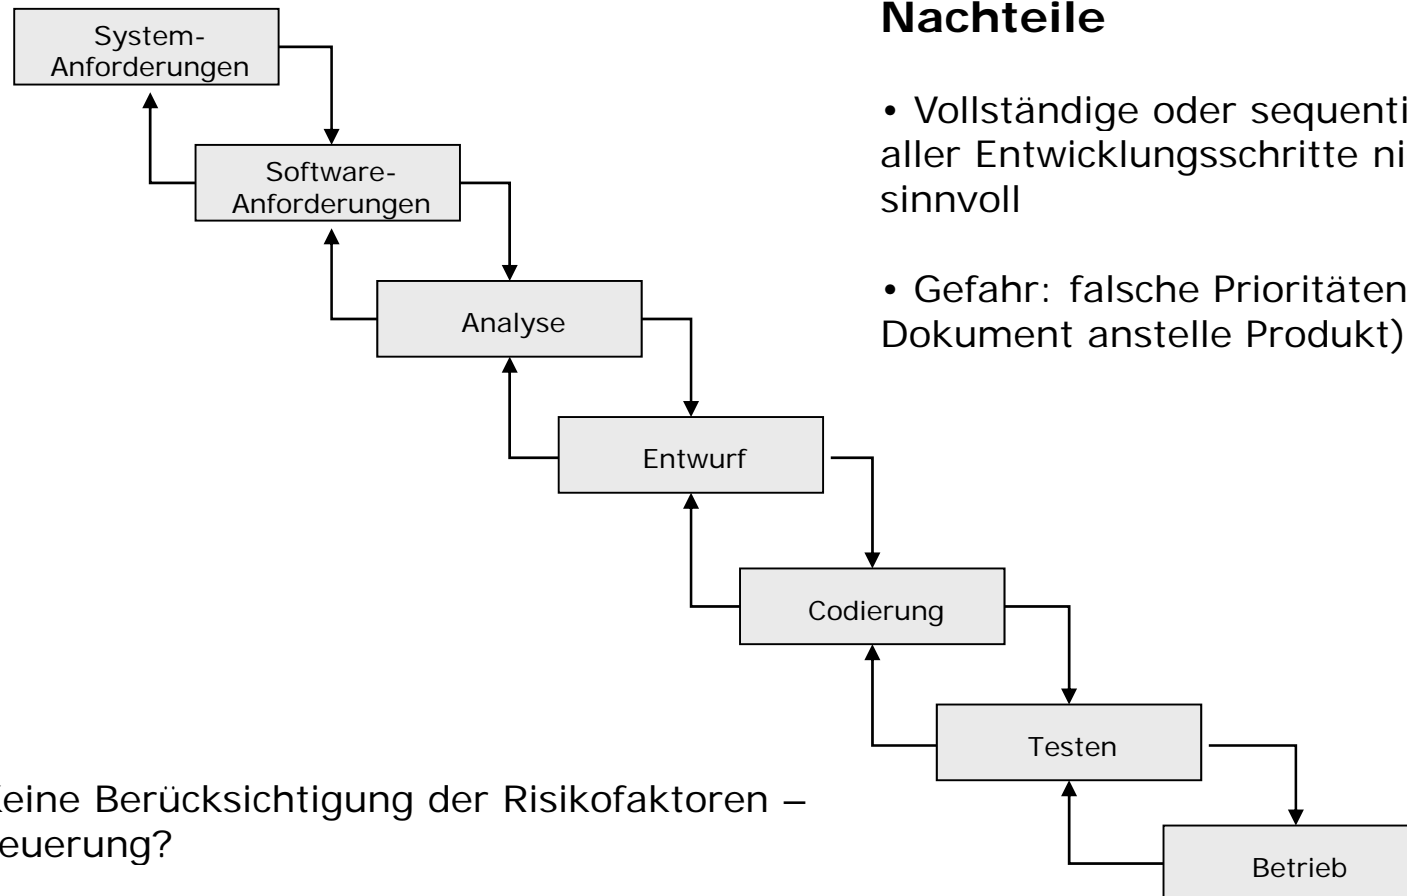 System-
Anforderungen
Software-
Anforderungen
Analyse
Entwurf
Codierung
Testen
Betrieb
Nachteile
• Vollständige oder sequenti
aller Entwicklungsschritte ni
sinnvoll
• Gefahr: falsche Prioritäten
Dokument anstelle Produkt)
eine Berücksichtigung der Risikofaktoren –
euerung?